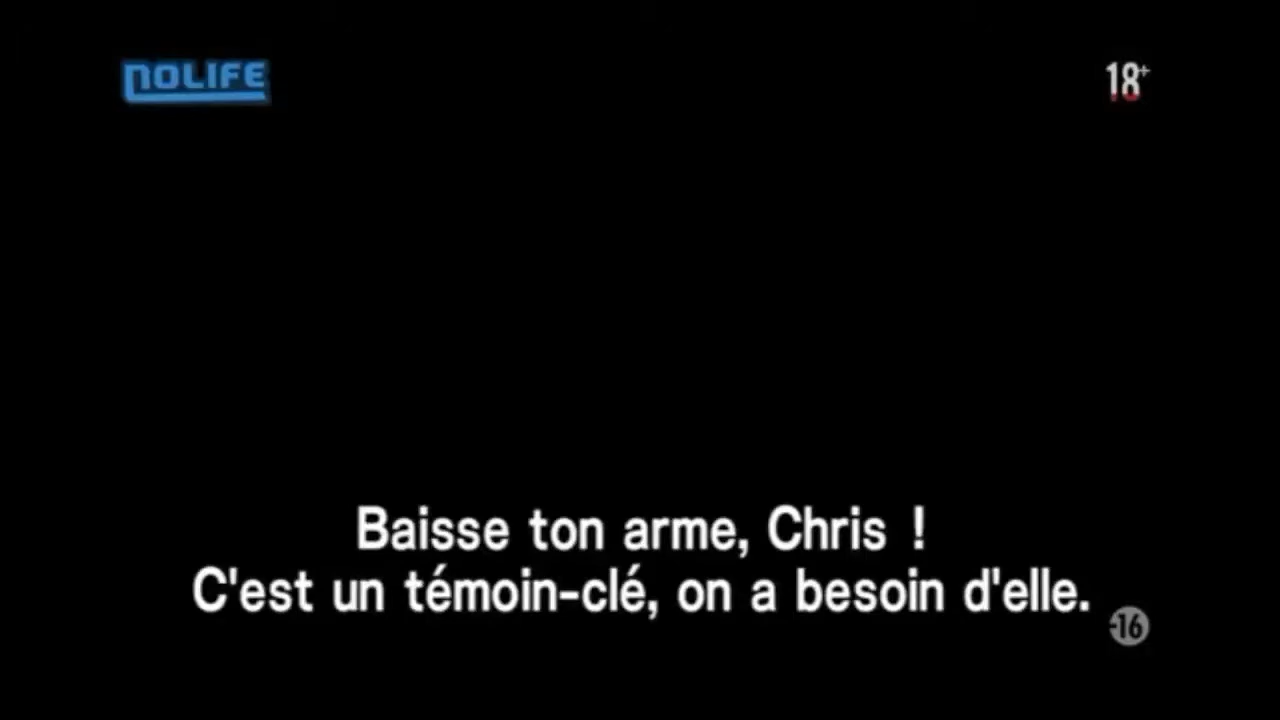 NOLIFE
18+
Baisse ton arme, Chris !
C'est un témoin-clé, on a besoin d'elle.
-16